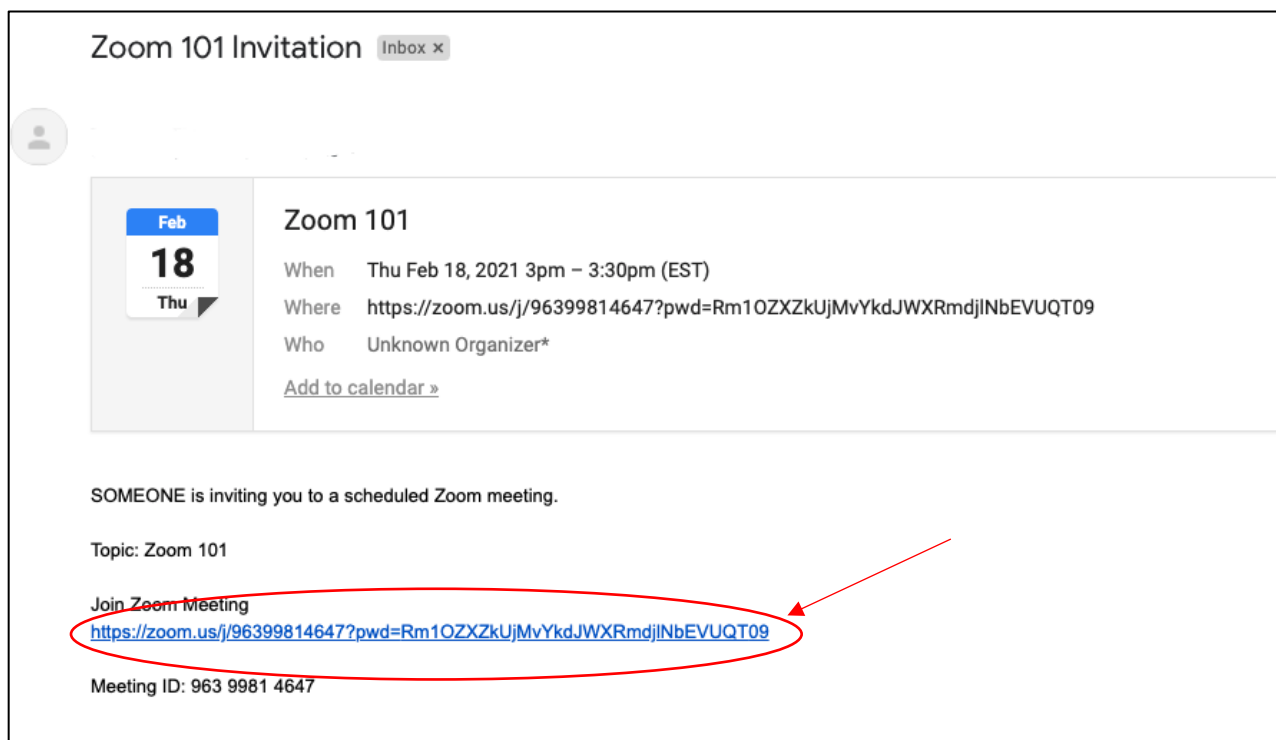 Zoom 101 Invitation Inbox ×
Feb
18
Thu
Zoom 101
When Thu Feb 18, 2021 3pm – 3:30pm (EST)
Where https://zoom.us/j/96399814647?pwd=Rm1OZXZkUjMvYkdJWXRmdjlNbEVUQT09
Who Unknown Organizer*
Add to calendar »
SOMEONE is inviting you to a scheduled Zoom meeting.
Topic: Zoom 101
Join Zoom Meeting
https://zoom.us/j/96399814647?pwd=Rm1OZXZkUjMvYkdJWXRmdjlNbEVUQT09
Meeting ID: 963 9981 4647